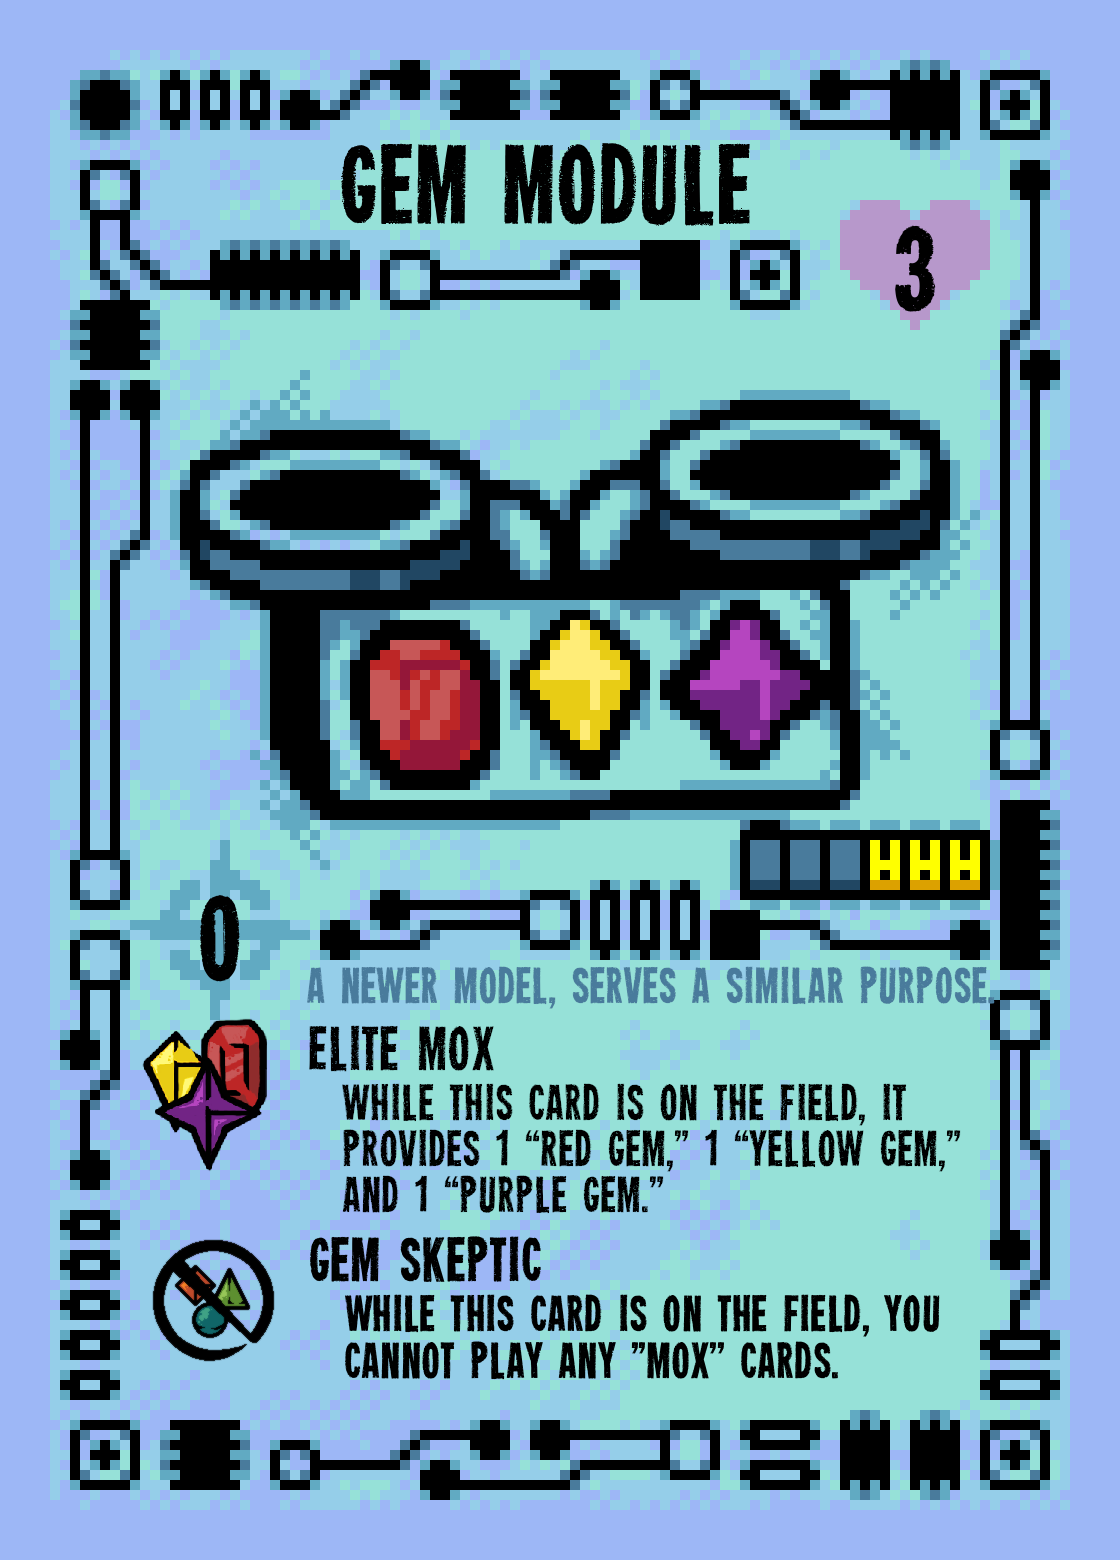 GEM MODULE
3
0
A NEWER MODEL, SERVES A SIMILAR PURPOSE.
ELITE MOX
WHILE THIS CARD IS ON THE FIELD, IT
PROVIDES 1 “RED GEM,” 1 “YELLOW GEM,”
AND 1 “PURPLE GEM.”
GEM SKEPTIC
WHILE THIS CARD IS ON THE FIELD, YOU
CANNOT PLAY ANY ”MOX” CARDS.